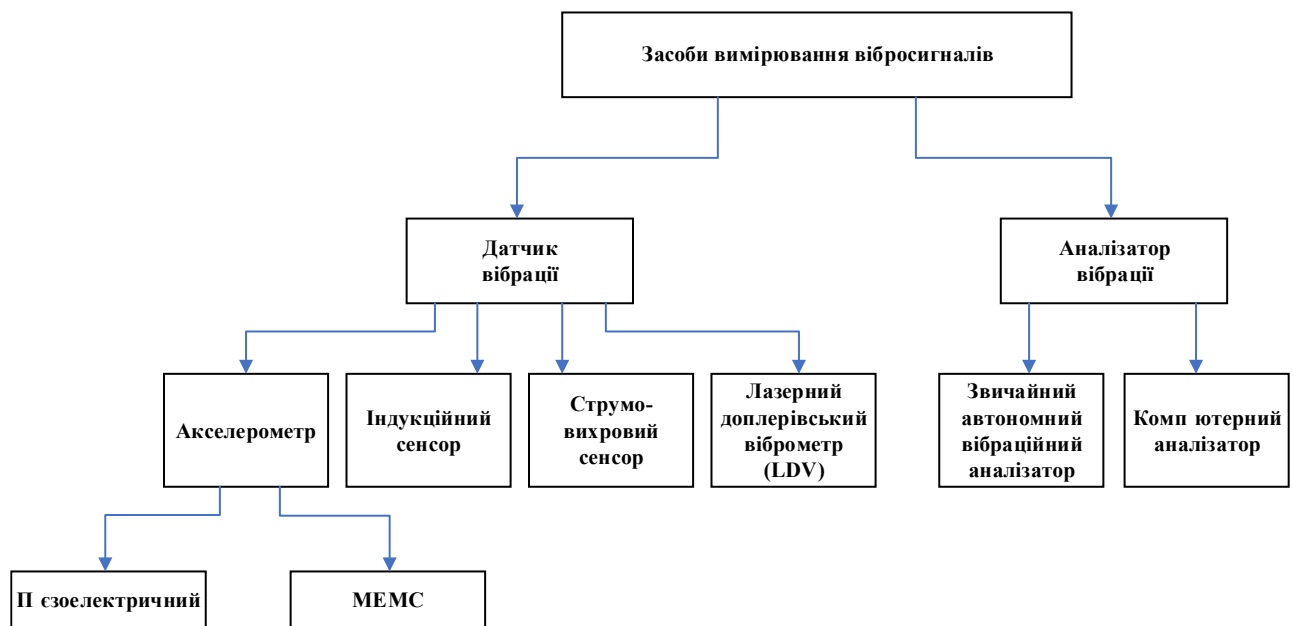 Засоби вимірювання вібросигналів
Датчик
вібрації
Аналізатор
вібрації
Акселерометр
Індукційний
сенсор
Струмо-
вихровий
сенсор
Лазерний
доплерівський
віброметр
(LDV)
Звичайний
автономний
вібраційний
аналізатор
Комп ютерний
аналізатор
П єзоелектричний
МЕМС